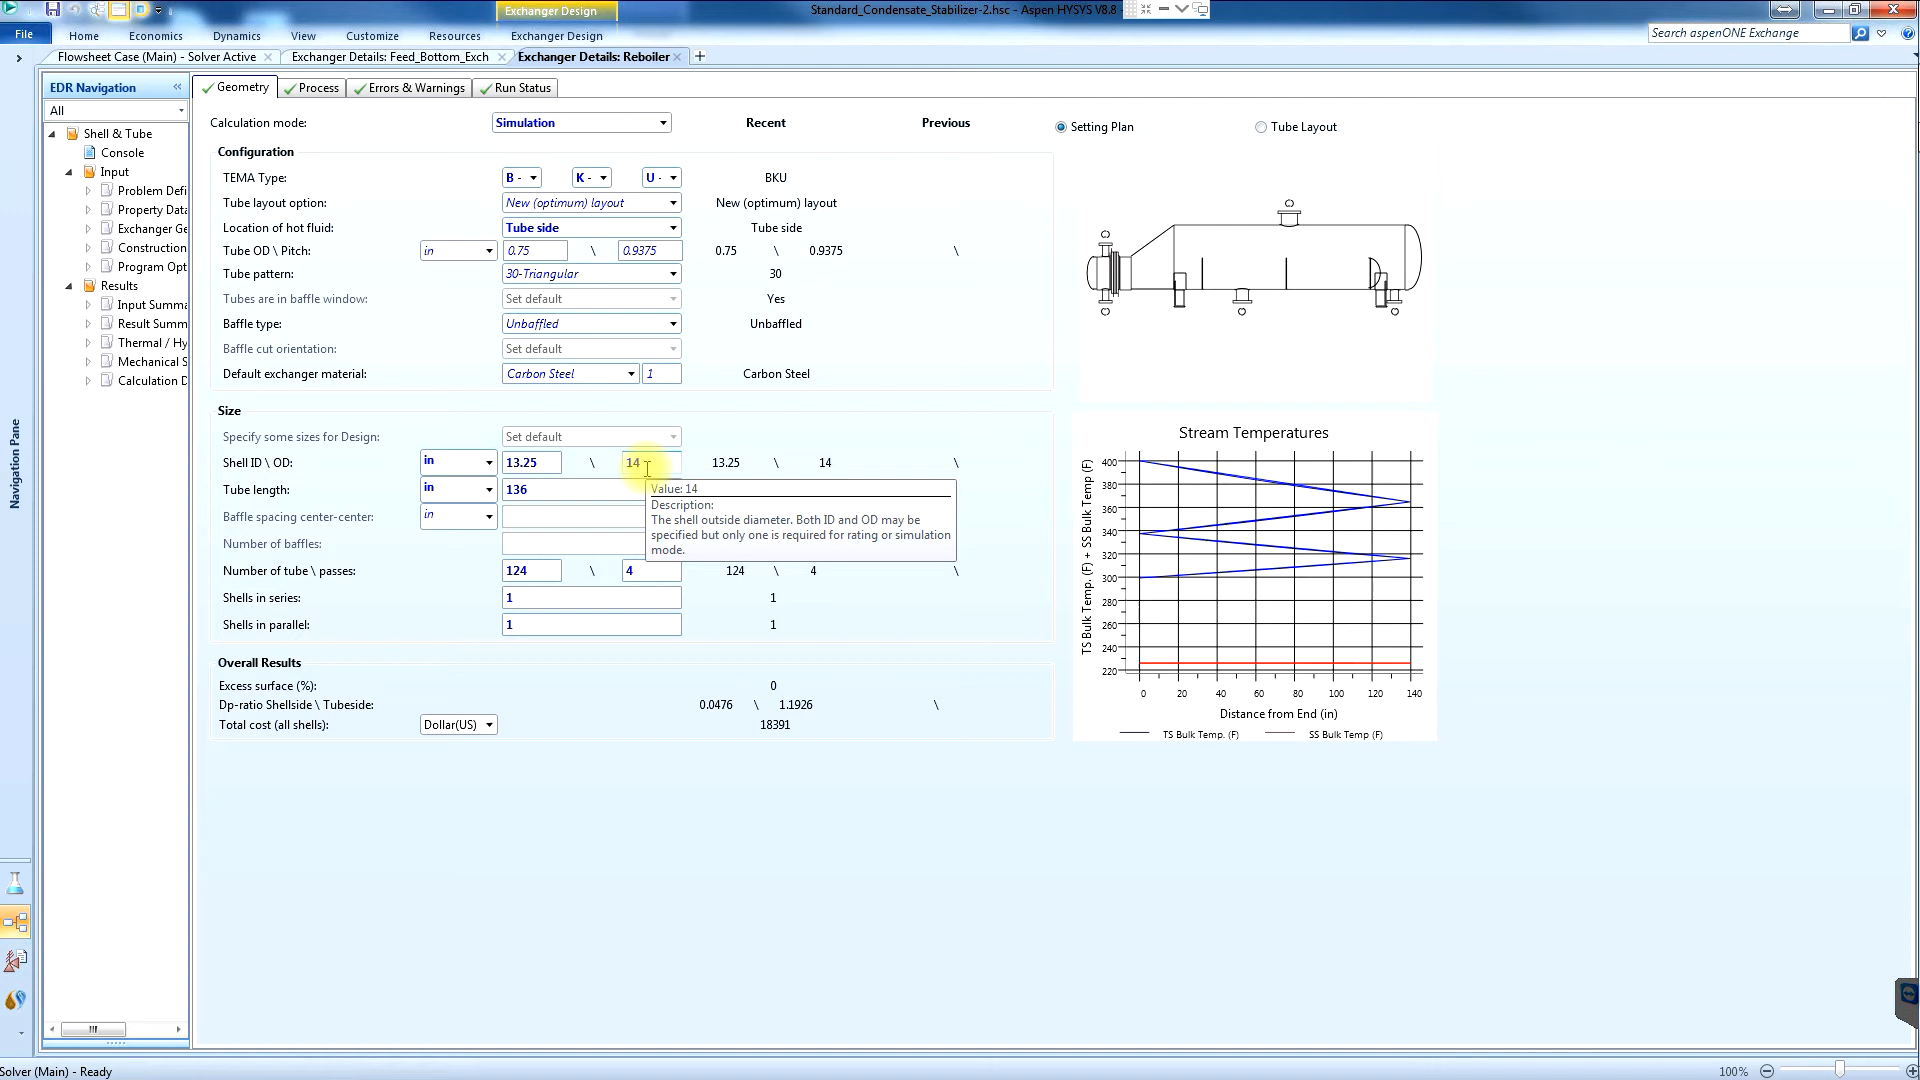 Exchanger Design
Standard_Condensate_Stabilizer-2.hsc - Aspen HYSYS V8.8 -
File Home Economics Dynamics View Customize Resources Exchanger Design
Search aspenONE Exchange
Flowsheet Case (Main) - Solver Active Exchanger Details: Feed_Bottom_Exch Exchanger Details: Reboiler
EDR Navigation
Geometry Process Errors & Warnings Run Status
All
Calculation mode: Simulation Recent Previous Setting Plan Tube Layout
Shell & Tube
Console
Input
Problem Defi
Property Data
Exchanger Ge
Construction
Program Opt
Results
Input Summa
Result Summ
Thermal / Hy
Mechanical S
Calculation D
Configuration
TEMA Type: B - K - U - BKU
Tube layout option: New (optimum) layout New (optimum) layout
Location of hot fluid: Tube side Tube side
Tube OD \ Pitch: in 0.75 \ 0.9375 0.75 \ 0.9375 \
Tube pattern: 30-Triangular 30
Tubes are in baffle window: Set default Yes
Baffle type: Unbaffled Unbaffled
Baffle cut orientation: Set default
Default exchanger material: Carbon Steel 1 Carbon Steel
Size
Specify some sizes for Design: Set default
Shell ID \ OD: in 13.25 \ 14 13.25 \ 14 \
Tube length: in 136
Baffle spacing center-center: in
Number of baffles:
Value: 14
Description:
The shell outside diameter. Both ID and OD may be
specified but only one is required for rating or simulation
mode.
Number of tube \ passes: 124 \ 4 124 \ 4 \
Shells in series: 1 1
Shells in parallel: 1 1
Overall Results
Excess surface (%): 0
Dp-ratio Shellside \ Tubeside: 0.0476 \ 1.1926 \
Total cost (all shells): Dollar(US) 18391
Stream Temperatures
TS Bulk Temp. (F) + SS Bulk Temp (F)
400
380
360
340
320
300
280
260
240
220
0 20 40 60 80 100 120 140
Distance from End (in)
TS Bulk Temp. (F) SS Bulk Temp (F)
Navigation Pane
Solver (Main) - Ready
100%